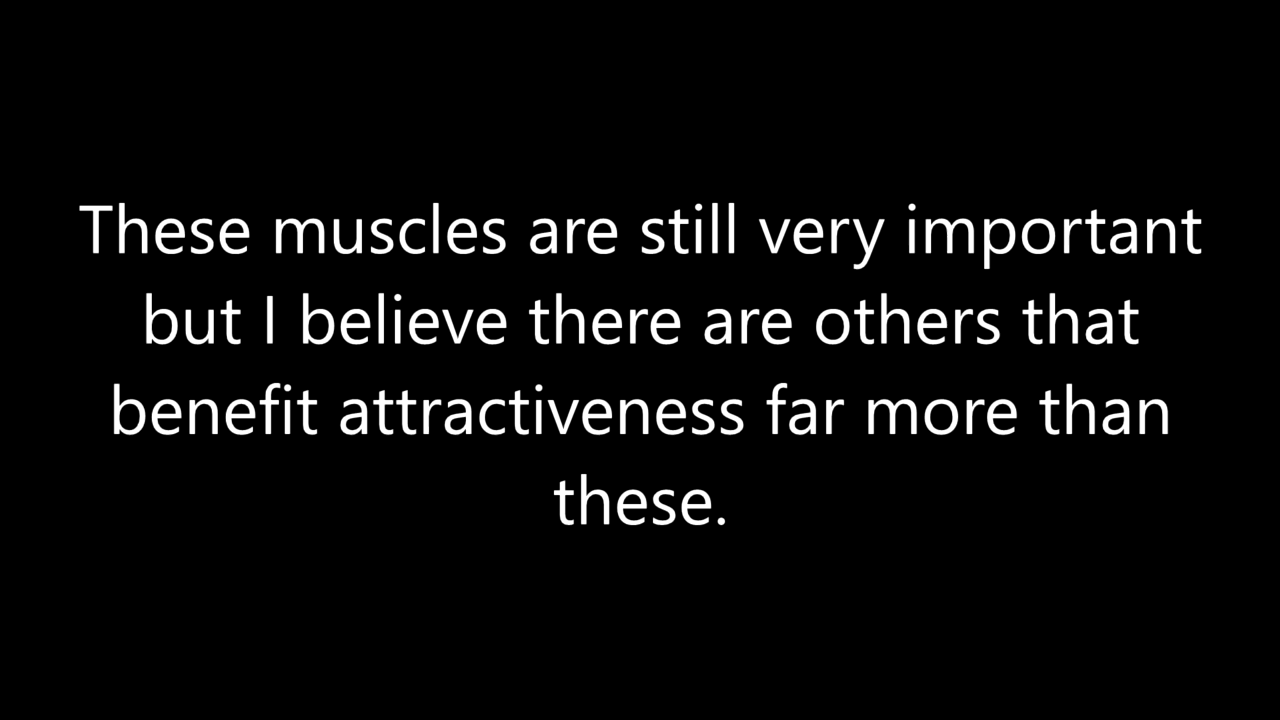 These muscles are still very important
but I believe there are others that
benefit attractiveness far more than
these.